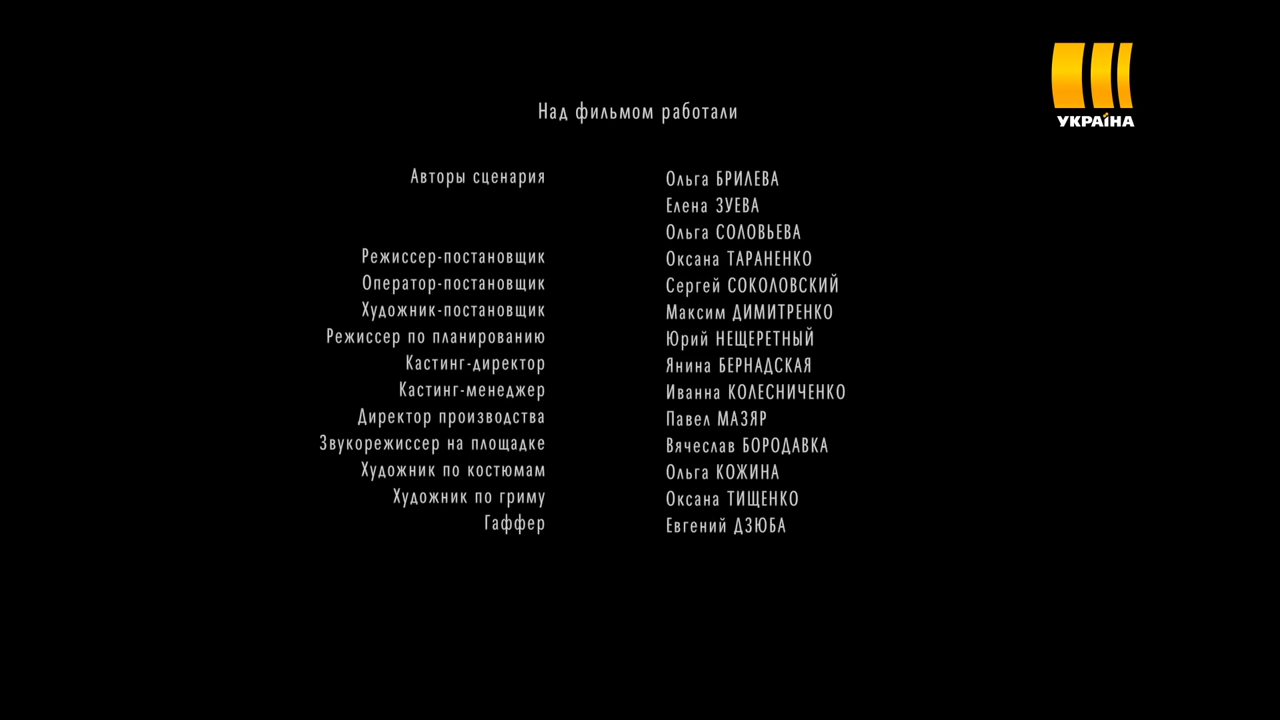 УКРАЇНА
Над фильмом работали
Авторы сценария Ольга БРИЛЕВА
Елена ЗУЕВА
Ольга СОЛОВЬЕВА
Режиссер-постановщик Оксана ТАРАНЕНКО
Оператор-постановщик Сергей СОКОЛОВСКИЙ
Художник-постановщик Максим ДИМИТРЕНКО
Режиссер по планированию Юрий НЕЩЕРЕТНЫЙ
Кастинг-директор Янина БЕРНАДСКАЯ
Кастинг-менеджер Иванна КОЛЕСНИЧЕНКО
Директор производства Павел МАЗЯР
Звукорежиссер на площадке Вячеслав БОРОДАВКА
Художник по костюмам Ольга КОЖИНА
Художник по гриму Оксана ТИЩЕНКО
Гаффер Евгений ДЗЮБА